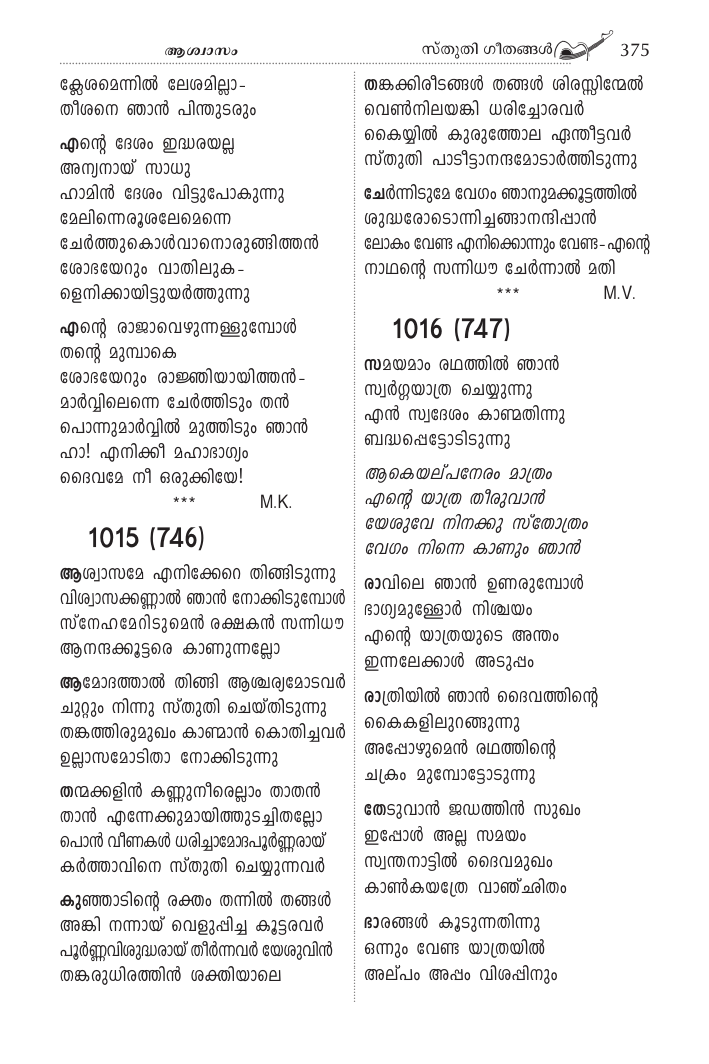 ആശ്വാസം
സ്തുതി ഗീതങ്ങൾ 375
ക്ലേശമെന്നിൽ ലേശമില്ലാ-
തീശനെ ഞാൻ പിന്തുടരും
എന്റെ ദേശം ഇദ്ധരയല്ല
അന്യനായ് സാധു
ഹാമിൻ ദേശം വിട്ടുപോകുന്നു
മേലിന്നെരൂശലേമെന്നെ
ചേർത്തുകൊൾവാനൊരുങ്ങിത്തൻ
ശോഭയേറും വാതിലുക-
ളെനിക്കായിട്ടുയർത്തുന്നു
എന്റെ രാജാവെഴുന്നള്ളുമ്പോൾ
തന്റെ മുമ്പാകെ
ശോഭയേറും രാജ്ഞിയായിത്തൻ-
മാർവ്വിലെന്നെ ചേർത്തിടും തൻ
പൊന്നുമാർവ്വിൽ മുത്തിടും ഞാൻ
ഹാ! എനിക്കീ മഹാഭാഗ്യം
ദൈവമേ നീ ഒരുക്കിയേ!
*** M.K.
1015 (746)
ആശ്വാസമേ എനിക്കേറെ തിങ്ങിടുന്നു
വിശ്വാസക്കണ്ണാൽ ഞാൻ നോക്കിടുമ്പോൾ
സ്നേഹമേറിടുമെൻ രക്ഷകൻ സന്നിധൗ
ആനന്ദക്കൂട്ടരെ കാണുന്നല്ലോ
ആമോദത്താൽ തിങ്ങി ആശ്ചര്യമോടവർ
ചുറ്റും നിന്നു സ്തുതി ചെയ്തിടുന്നു
തങ്കത്തിരുമുഖം കാണ്മാൻ കൊതിച്ചവർ
ഉല്ലാസമോടിതാ നോക്കിടുന്നു
തന്മക്കളിൻ കണ്ണുനീരെല്ലാം താതൻ
താൻ എന്നേക്കുമായിത്തുടച്ചിതല്ലോ
പൊൻ വീണകൾ ധരിച്ചാമോദപൂർണ്ണരായ്
കർത്താവിനെ സ്തുതി ചെയ്യുന്നവർ
കുഞ്ഞാടിന്റെ രക്തം തന്നിൽ തങ്ങൾ
അങ്കി നന്നായ് വെളുപ്പിച്ച കൂട്ടരവർ
പൂർണ്ണവിശുദ്ധരായ് തീർന്നവർ യേശുവിൻ
തങ്കരുധിരത്തിൻ ശക്തിയാലെ
തങ്കക്കിരീടങ്ങൾ തങ്ങൾ ശിരസ്സിന്മേൽ
വെൺനിലയങ്കി ധരിച്ചോരവർ
കൈയ്യിൽ കുരുത്തോല ഏന്തീട്ടവർ
സ്തുതി പാടീട്ടാനന്ദമോടാർത്തിടുന്നു
ചേർന്നിടുമേ വേഗം ഞാനുമക്കൂട്ടത്തിൽ
ശുദ്ധരോടൊന്നിച്ചങ്ങാനന്ദിപ്പാൻ
ലോകം വേണ്ട എനിക്കൊന്നും വേണ്ട-എന്റെ
നാഥന്റെ സന്നിധൗ ചേർന്നാൽ മതി
*** M.V.
1016 (747)
സമയമാം രഥത്തിൽ ഞാൻ
സ്വർഗ്ഗയാത്ര ചെയ്യുന്നു
എൻ സ്വദേശം കാണ്മതിന്നു
ബദ്ധപ്പെട്ടോടിടുന്നു
ആകെയല്പനേരം മാത്രം
എന്റെ യാത്ര തീരുവാൻ
യേശുവേ നിനക്കു സ്തോത്രം
വേഗം നിന്നെ കാണും ഞാൻ
രാവിലെ ഞാൻ ഉണരുമ്പോൾ
ഭാഗ്യമുള്ളോർ നിശ്ചയം
എന്റെ യാത്രയുടെ അന്തം
ഇന്നലേക്കാൾ അടുപ്പം
രാത്രിയിൽ ഞാൻ ദൈവത്തിന്റെ
കൈകളിലുറങ്ങുന്നു
അപ്പോഴുമെൻ രഥത്തിന്റെ
ചക്രം മുമ്പോട്ടോടുന്നു
തേടുവാൻ ജഡത്തിൻ സുഖം
ഇപ്പോൾ അല്ല സമയം
സ്വന്തനാട്ടിൽ ദൈവമുഖം
കാൺകയത്രേ വാഞ്ഛിതം
ഭാരങ്ങൾ കൂടുന്നതിന്നു
ഒന്നും വേണ്ട യാത്രയിൽ
അല്പം അപ്പം വിശപ്പിനും